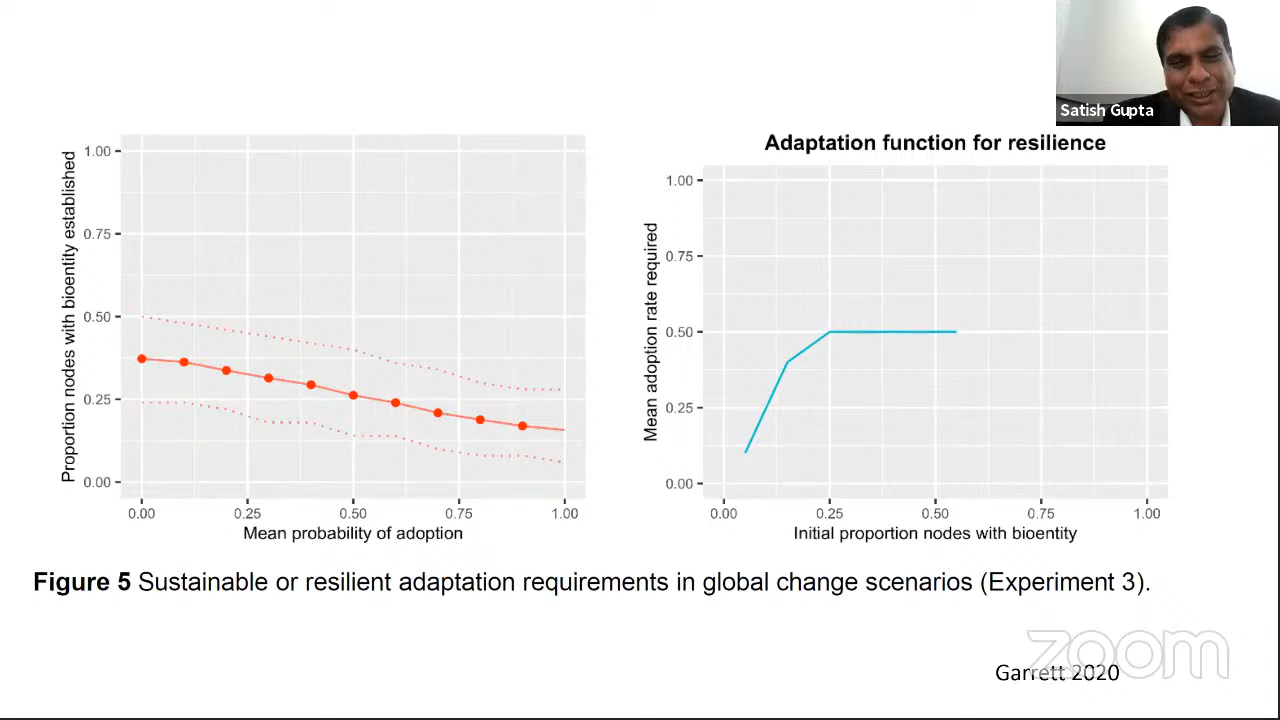 Satish Gupta
Proportion nodes with bioentity established
1.00
0.75
0.50
0.25
0.00
0.00 0.25 0.50 0.75 1.00
Mean probability of adoption
Adaptation function for resilience
Mean adoption rate required
1.00
0.75
0.50
0.25
0.00
0.00 0.25 0.50 0.75 1.00
Initial proportion nodes with bioentity
Figure 5 Sustainable or resilient adaptation requirements in global change scenarios (Experiment 3).
zoom
Garrett 2020